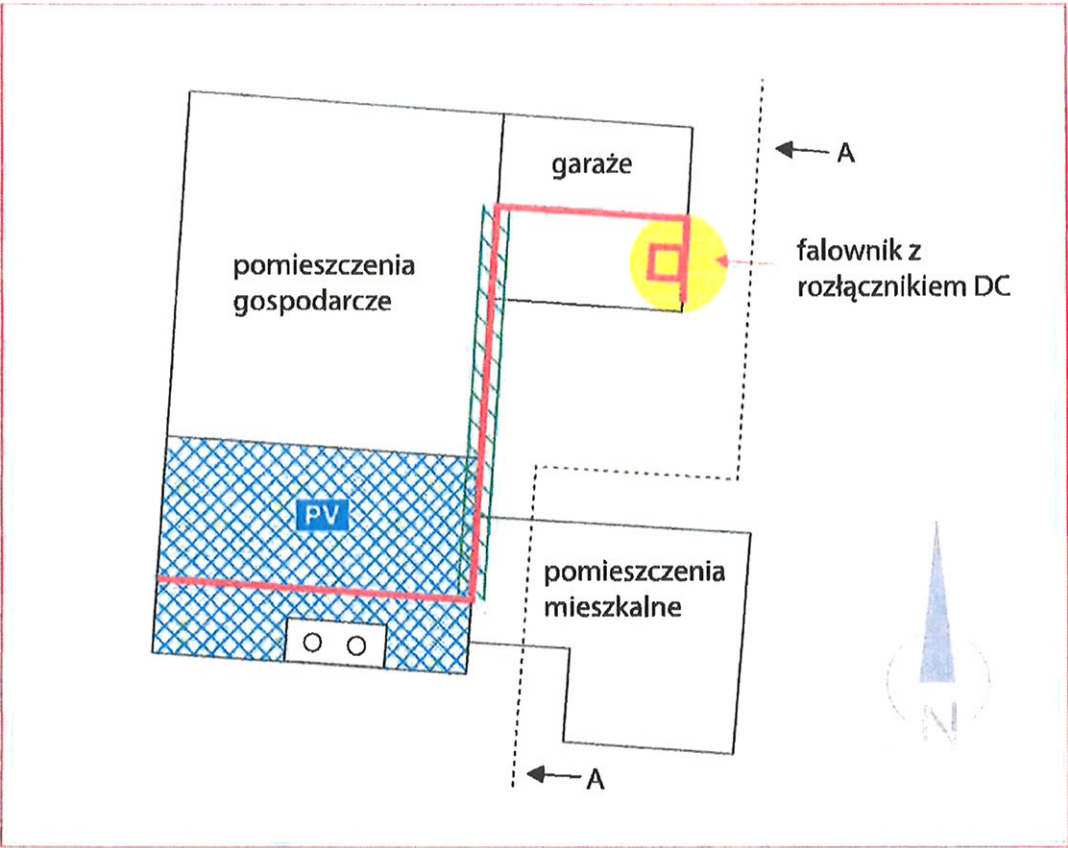 garaże
A
falownik z
rozłącznikiem DC
pomieszczenia
gospodarcze
PV
pomieszczenia
mieszkalne
N
A